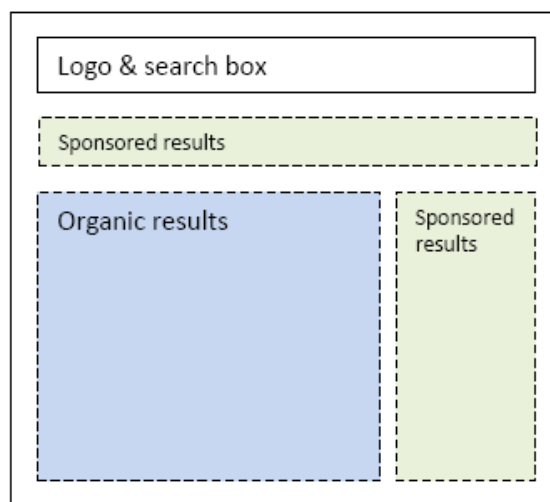 Logo & search box
Sponsored results
Organic results
Sponsored
results